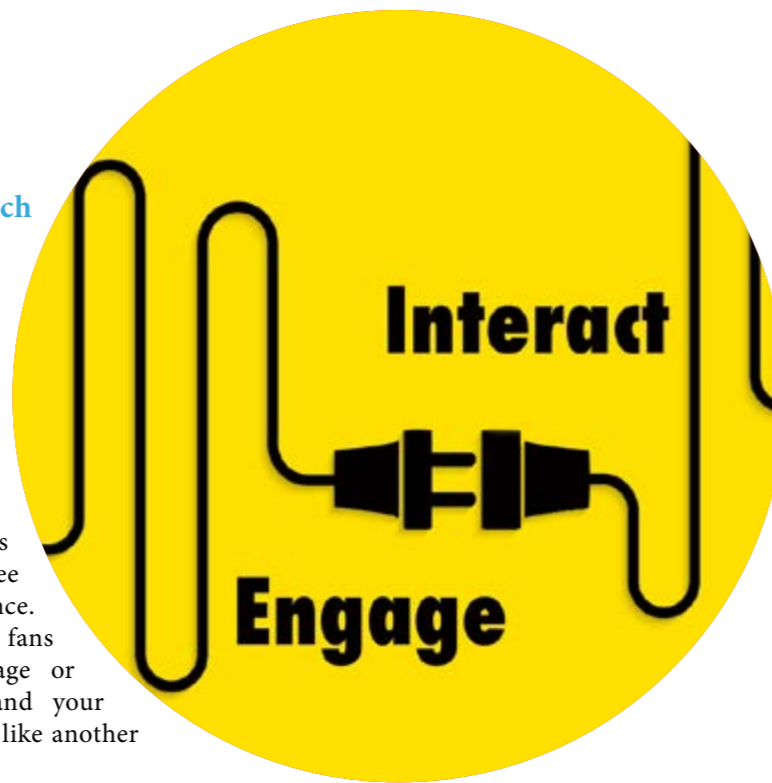 ch
s
ee
nce.
fans
age or
and your
like another
Interact
Engage